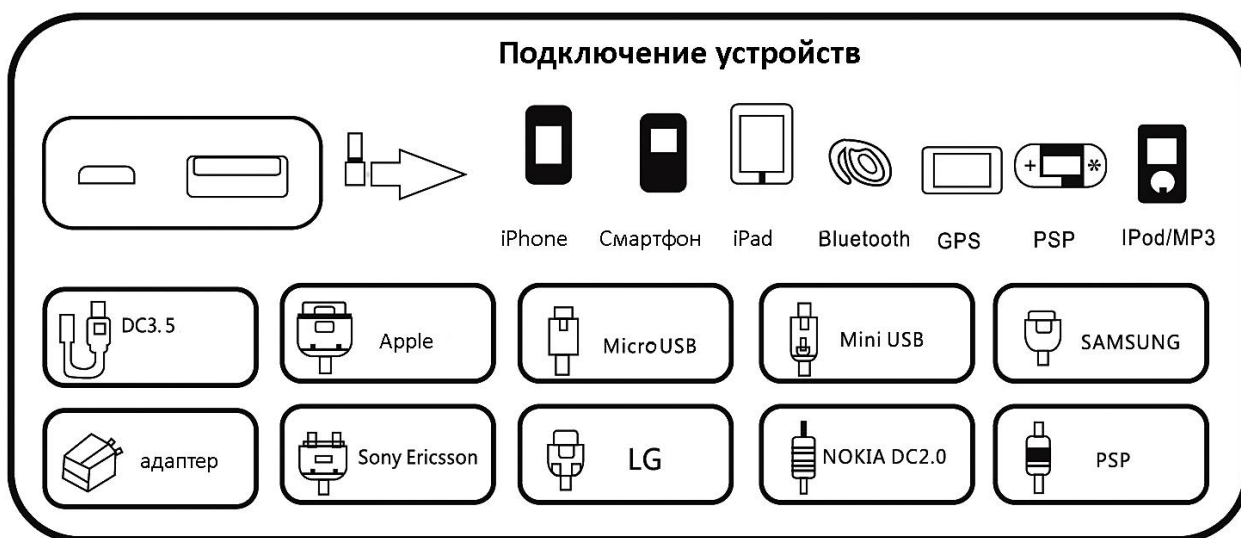 Подключение устройств
iPhone
Смартфон
iPad
Bluetooth
GPS
PSP
IPod/MP3
DC3.5
Apple
MicroUSB
Mini USB
SAMSUNG
адаптер
Sony Ericsson
LG
NOKIA DC2.0
PSP